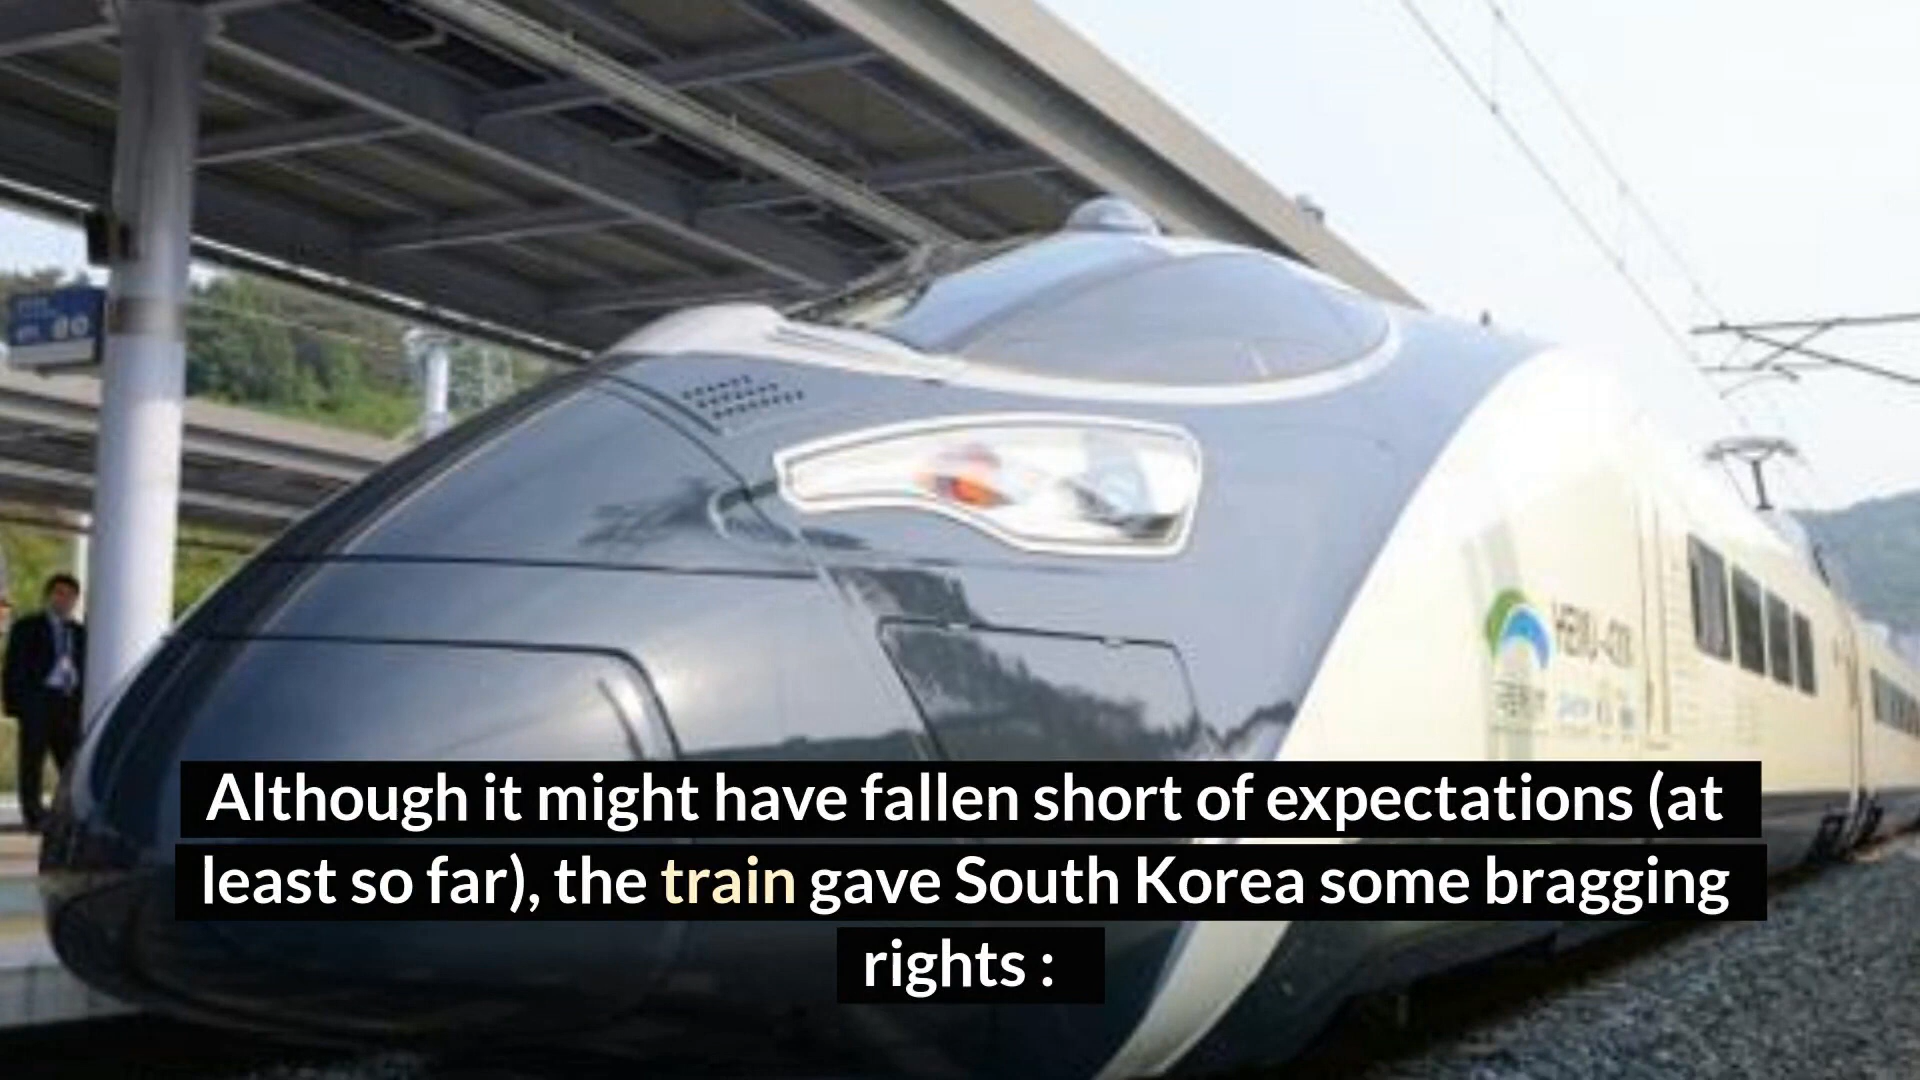 Although it might have fallen short of expectations (at
least so far), the train gave South Korea some bragging
rights :